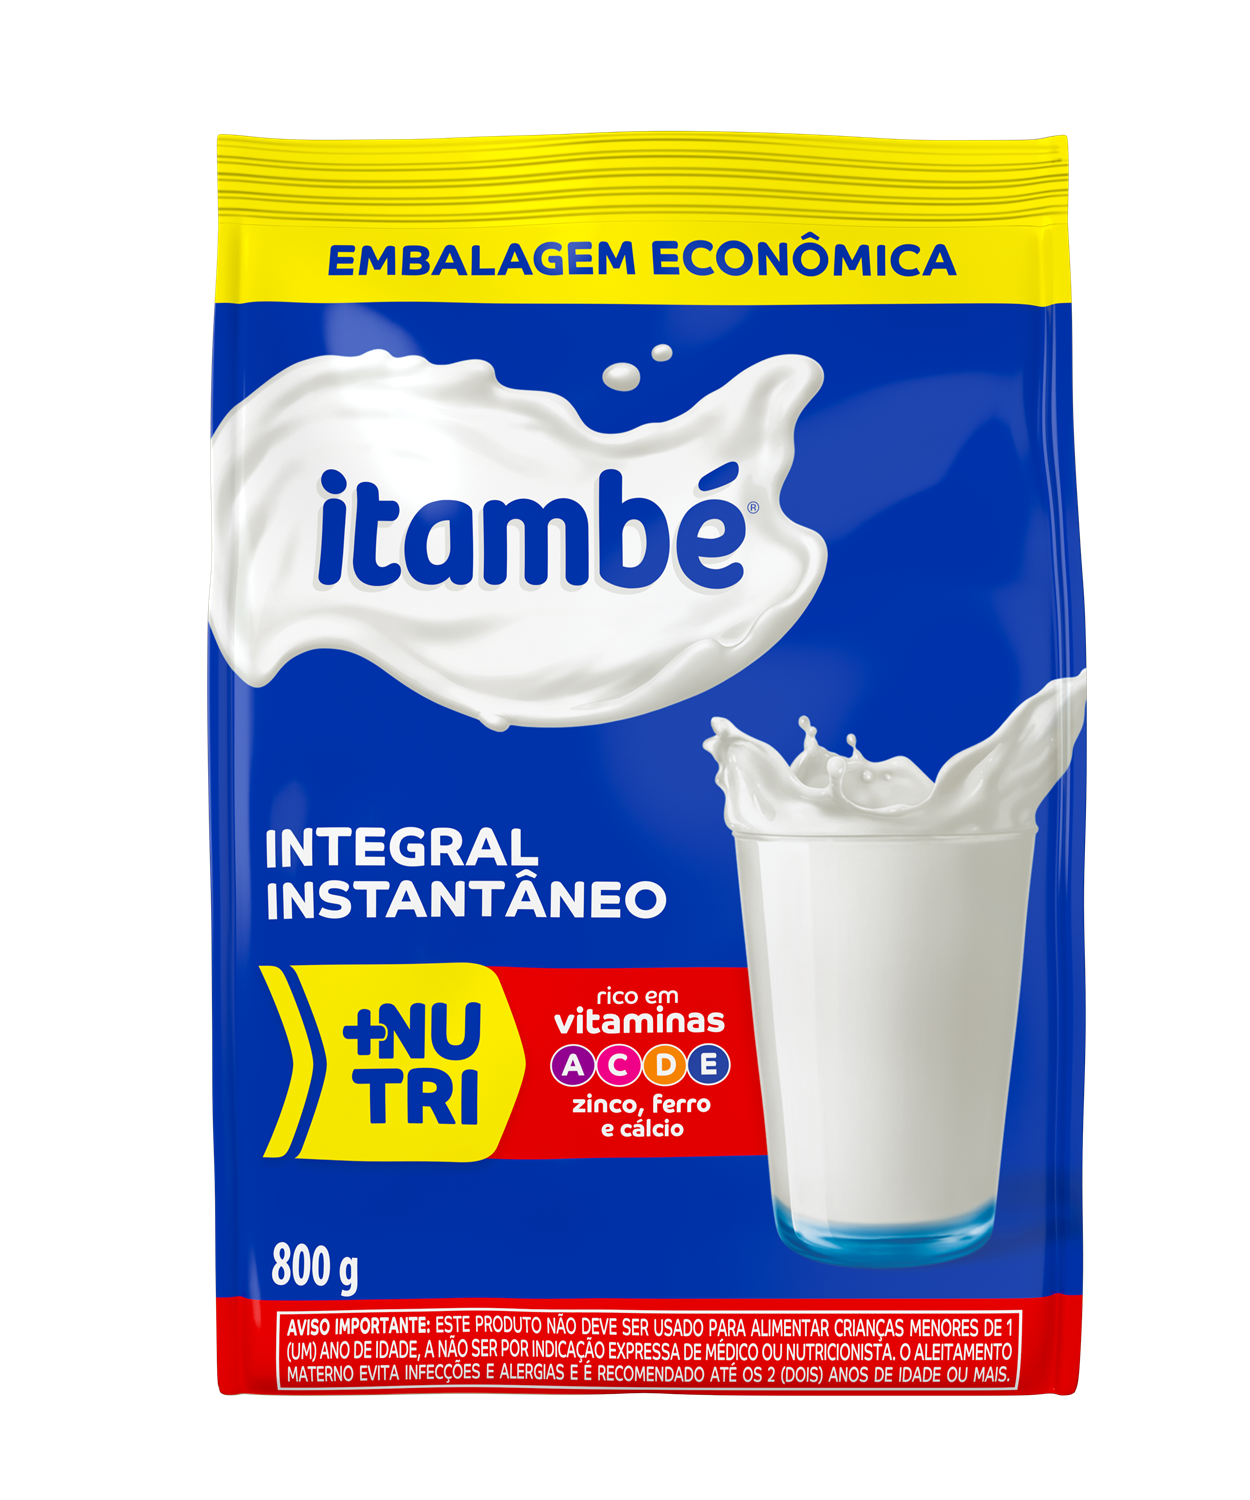 EMBALAGEM ECONÔMICA
itambé®
INTEGRAL
INSTANTÂNEO
+NU
TRI
rico em
vitaminas
A C D E
zinco, ferro
e cálcio
800 g
AVISO IMPORTANTE: ESTE PRODUTO NÃO DEVE SER USADO PARA ALIMENTAR CRIANÇAS MENORES DE 1
(UM) ANO DE IDADE, A NÃO SER POR INDICAÇÃO EXPRESSA DE MÉDICO OU NUTRICIONISTA. O ALEITAMENTO
MATERNO EVITA INFECÇÕES E ALERGIAS E É RECOMENDADO ATÉ OS 2 (DOIS) ANOS DE IDADE OU MAIS.